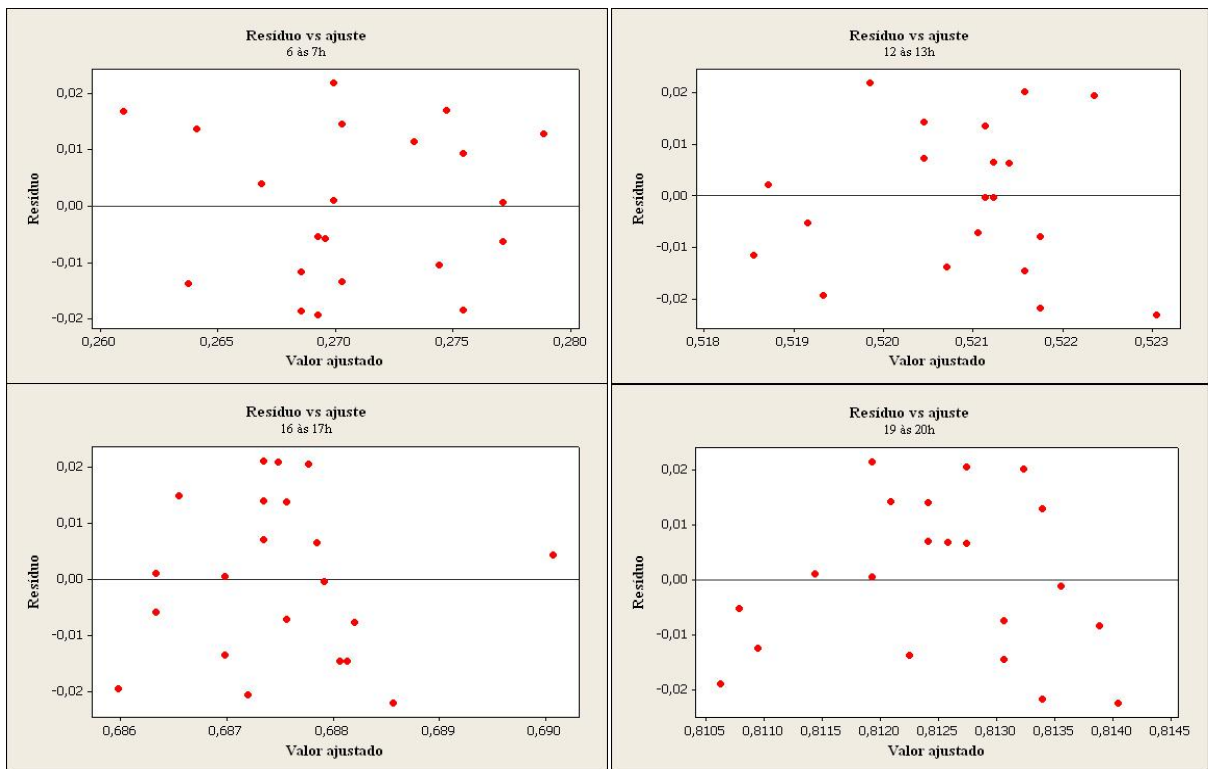 Resíduo vs ajuste
6 às 7h
Resíduo
0,02
0,01
0,00
-0,01
-0,02
0,260
0,265
0,270
0,275
0,280
Valor ajustado
Resíduo vs ajuste
12 às 13h
Resíduo
0,02
0,01
0,00
-0,01
-0,02
0,518
0,519
0,520
0,521
0,522
0,523
Valor ajustado
Resíduo vs ajuste
16 às 17h
Resíduo
0,02
0,01
0,00
-0,01
-0,02
0,686
0,687
0,688
0,689
0,690
Valor ajustado
Resíduo vs ajuste
19 às 20h
Resíduo
0,02
0,01
0,00
-0,01
-0,02
0,8105
0,8110
0,8115
0,8120
0,8125
0,8130
0,8135
0,8140
0,8145
Valor ajustado